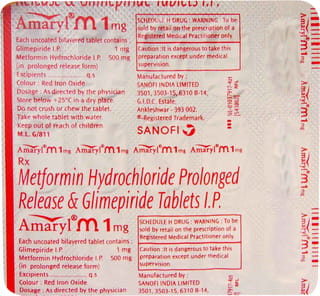 Release & Glimepiride Tablets I.P.
Amaryl® m 1mg
Each uncoated bilayered tablet contains:
Glimepiride I.P. 1 mg
Metformin Hydrochloride I.P. 500 mg
(in prolonged release form)
Excipients q.s
Colour : Red Iron Oxide
Dosage : As directed by the physician
Store below +25°C in a dry place.
Do not crush or chew the tablet.
Take whole tablet with water
Keep out of reach of children
M.L. G/811
SCHEDULE H DRUG : WARNING : To be
sold by retail on the prescription of a
Registered Medical Practitioner only
Caution :It is dangerous to take this
preparation except under medical
supervision.
Manufactured by :
SANOFI INDIA LIMITED
3501, 3503-15, 6310 B-14,
G.I.D.C. Estate,
Ankleshwar - 393 002.
®-Registered Trademark.
SANOFI
Amaryl® m 1mg Amaryl® m 1mg Amaryl® m 1mg Amaryl® m 1mg
Rx
Metformin Hydrochloride Prolonged
Release & Glimepiride Tablets I.P.
Amaryl® m 1mg
Each uncoated bilayered tablet contains :
Glimepiride I.P. 1 mg
Metformin Hydrochloride I.P. 500 mg
(in prolonged release form)
Excipients q.s
Colour : Red Iron Oxide
Dosage : As directed by the physician
SCHEDULE H DRUG : WARNING : To be
sold by retail on the prescription of a
Registered Medical Practitioner only
Caution :It is dangerous to take this
preparation except under medical
supervision.
Manufactured by :
SANOFI INDIA LIMITED
3501, 3503-15, 6310 B-14,